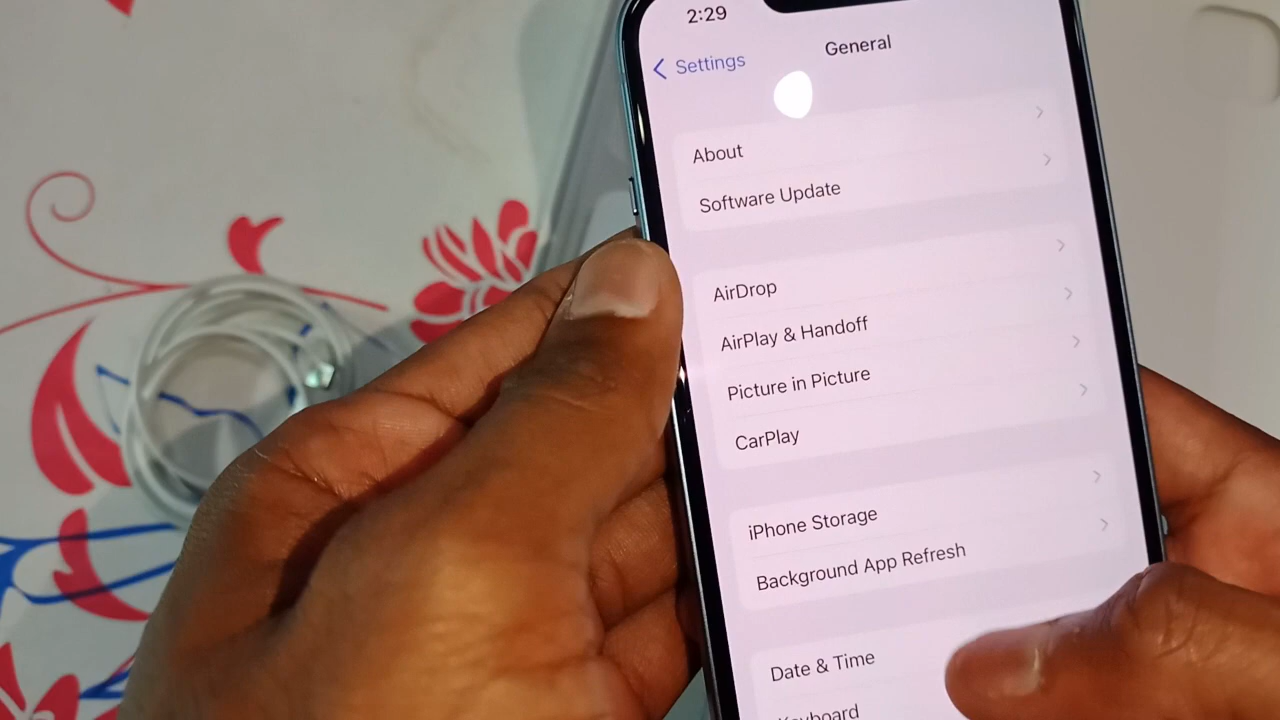 2:29
Settings
General
About
Software Update
AirDrop
AirPlay & Handoff
Picture in Picture
CarPlay
iPhone Storage
Background App Refresh
Date & Time
Keyboard